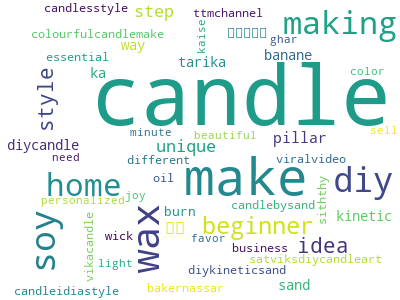 candlesstyle step ttmchannel making
colourfulcandlemake way kaise ghar
essential tarika banane
style ka candle color
minute beautiful sell
diycandle need unique pillar
different viralvideo
home make diy
personalized joy oil
candlebysand siththy
soy wax burn beginner kinetic
vikacandle wick favor business idea
light diykineticsand satviksdiycandleart
candleidiastyle bakernassar sand